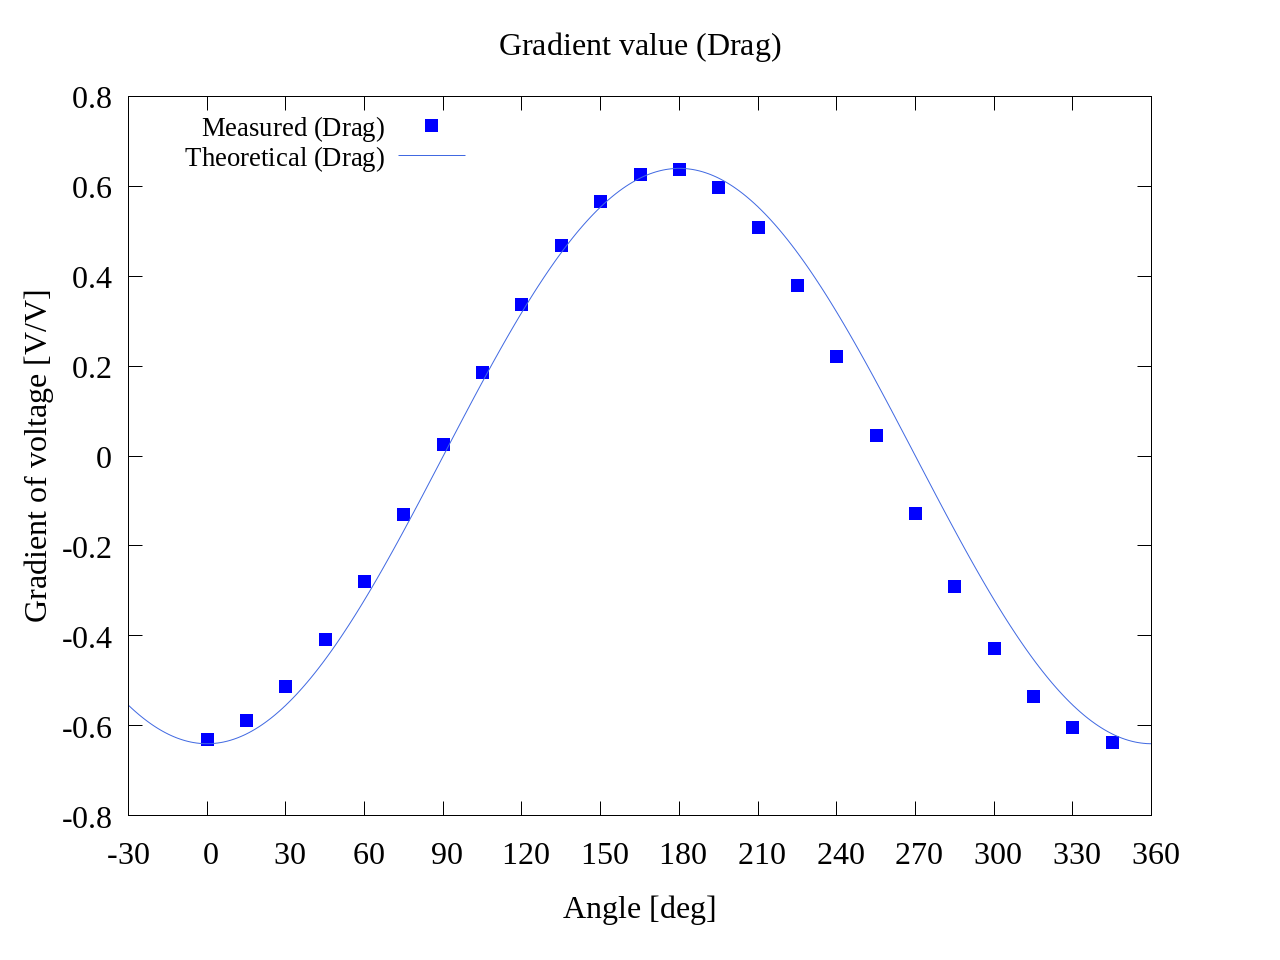 Gradient value (Drag)
0.8
0.6
0.4
0.2
0
-0.2
-0.4
-0.6
-0.8
Measured (Drag)
Theoretical (Drag)
Gradient of voltage [V/V]
-30 0 30 60 90 120 150 180 210 240 270 300 330 360
Angle [deg]